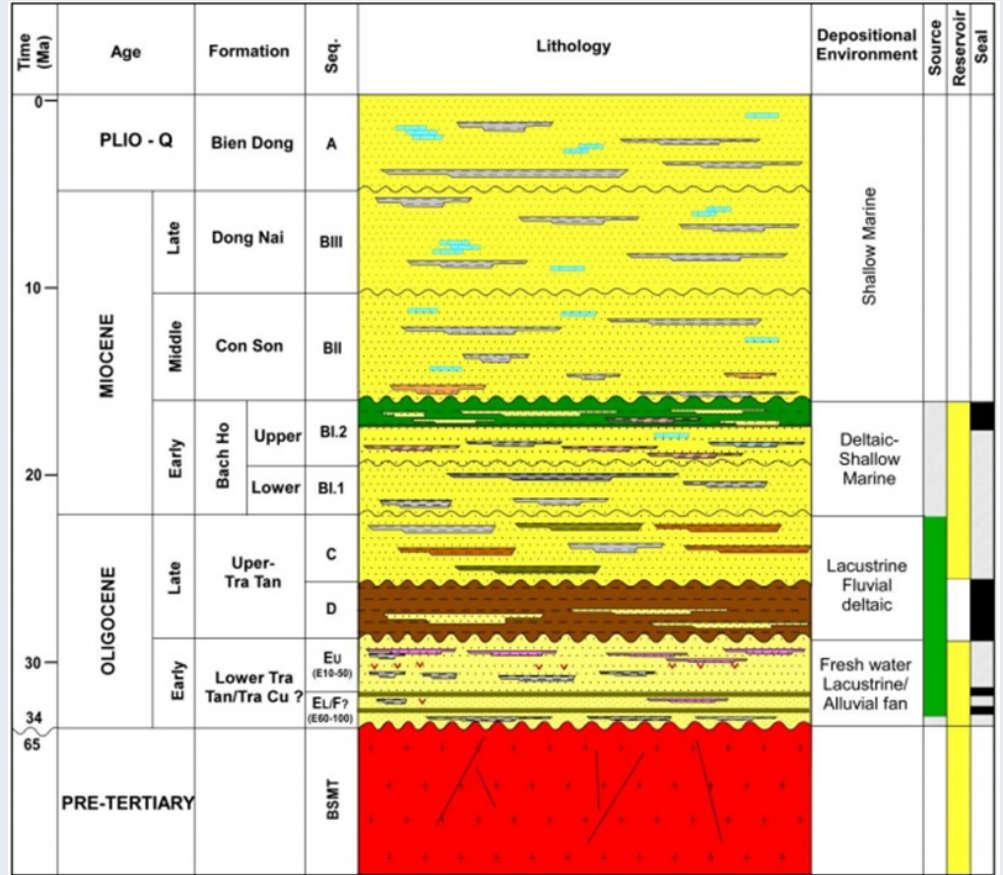 Time (Ma)
Age
Formation
Seq.
Lithology
Depositional
Environment
Source
Reservoir
Seal
0
10
20
30
34
65
PLIO - Q
Bien Dong
A
MIOCENE
Late
Dong Nai
BIII
Shallow Marine
Middle
Con Son
BII
Early
Bach Ho
Upper
BI.2
Lower
BI.1
Deltaic-
Shallow
Marine
OLIGOCENE
Late
Uper-
Tra Tan
C
D
Lacustrine
Fluvial
deltaic
Early
Lower Tra
Tan/Tra Cu ?
EU
(E10-50)
EL/F?
(E60-100)
Fresh water
Lacustrine/
Alluvial fan
PRE-TERTIARY
BSMT